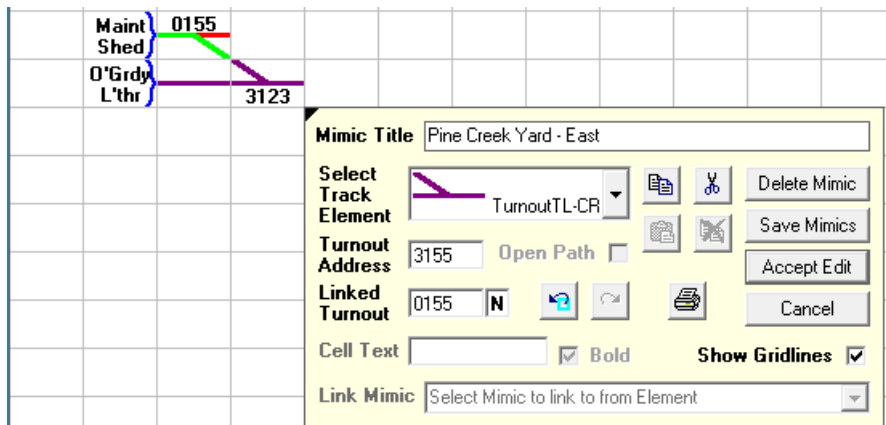 Maint 0155
Shed
O'Grdy
L'thr 3123
Mimic Title Pine Creek Yard - East
Select
Track
Element
TurnoutTL-CR
Delete Mimic
Save Mimics
Turnout
Address 3155 Open Path
Accept Edit
Linked
Turnout 0155 N
Cancel
Cell Text Bold Show Gridlines
Link Mimic Select Mimic to link to from Element